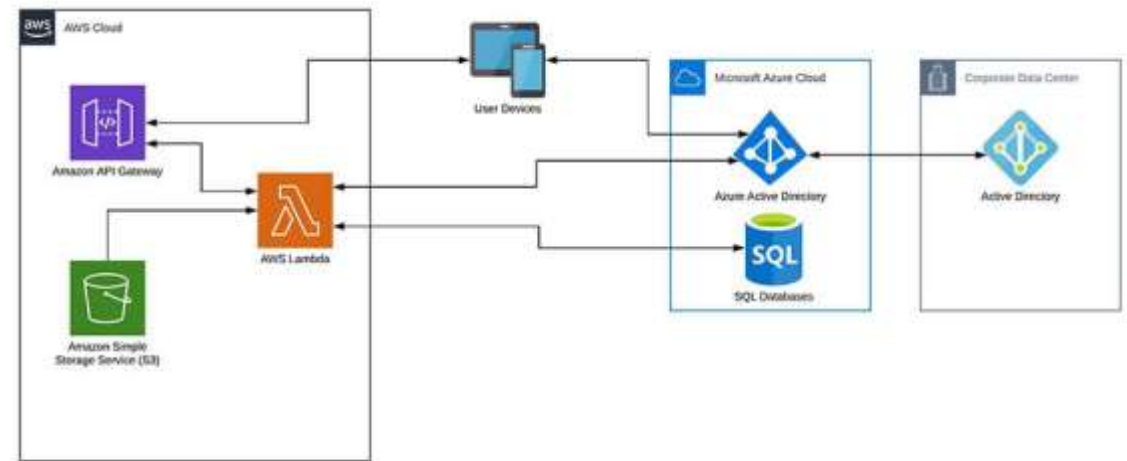 aws
AWS Cloud
User Devices
Microsoft Azure Cloud
Corporate Data Center
Amazon API Gateway
Azure Active Directory
Active Directory
AWS Lambda
SQL
SQL Databases
Amazon Simple
Storage Service (S3)